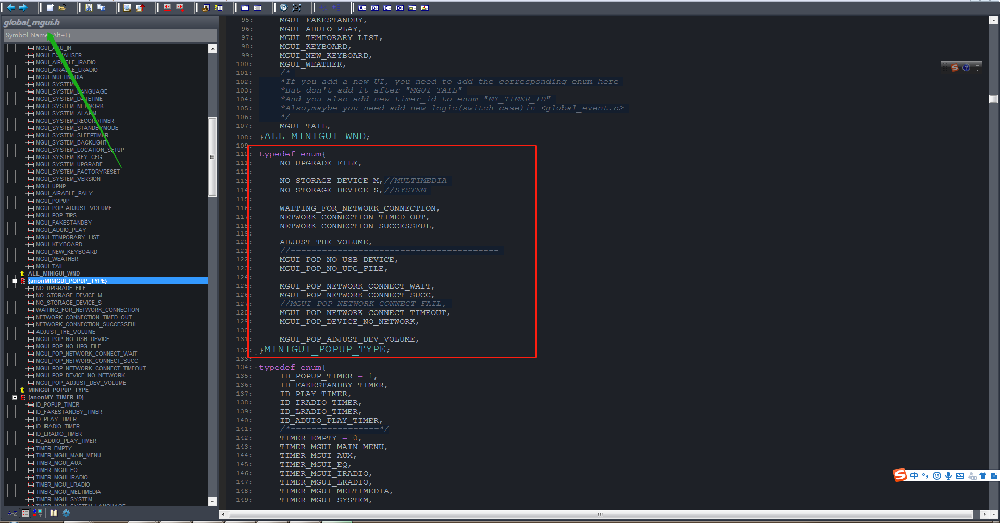 global_mgui.h
Symbol Name (Alt+L)
MGUI_AUX_IN
MGUI_EQUALISER
MGUI_AIRABLE_IRADIO
MGUI_AIRABLE_LRADIO
MGUI_MULTIMEDIA
MGUI_SYSTEM
MGUI_SYSTEM_LANGUAGE
MGUI_SYSTEM_DATETIME
MGUI_SYSTEM_NETWORK
MGUI_SYSTEM_ALARM
MGUI_SYSTEM_RECORDTIMER
MGUI_SYSTEM_STANDBYMODE
MGUI_SYSTEM_SLEEPTIMER
MGUI_SYSTEM_BACKLIGHT
MGUI_SYSTEM_LOCATION_SETUP
MGUI_SYSTEM_KEY_CFG
MGUI_SYSTEM_UPGRADE
MGUI_SYSTEM_FACTORYRESET
MGUI_SYSTEM_VERSION
MGUI_UPNP
MGUI_AIRABLE_PALY
MGUI_POPUP
MGUI_POP_ADJUST_VOLUME
MGUI_POP_TIPS
MGUI_FAKESTANDBY
MGUI_ADUIO_PLAY
MGUI_TEMPORARY_LIST
MGUI_KEYBOARD
MGUI_NEW_KEYBOARD
MGUI_WEATHER
MGUI_TAIL
ALL_MINIGUI_WND
{anonMINIGUI_POPUP_TYPE}
NO_UPGRADE_FILE
NO_STORAGE_DEVICE_M
NO_STORAGE_DEVICE_S
WAITING_FOR_NETWORK_CONNECTION
NETWORK_CONNECTION_TIMED_OUT
NETWORK_CONNECTION_SUCCESSFUL
ADJUST_THE_VOLUME
MGUI_POP_NO_USB_DEVICE
MGUI_POP_NO_UPG_FILE
MGUI_POP_NETWORK_CONNECT_WAIT
MGUI_POP_NETWORK_CONNECT_SUCC
MGUI_POP_NETWORK_CONNECT_TIMEOUT
MGUI_POP_DEVICE_NO_NETWORK
MGUI_POP_ADJUST_DEV_VOLUME
MINIGUI_POPUP_TYPE
{anonMY_TIMER_ID}
ID_POPUP_TIMER
ID_FAKESTANDBY_TIMER
ID_PLAY_TIMER
ID_IRADIO_TIMER
ID_LRADIO_TIMER
ID_ADUIO_PLAY_TIMER
TIMER_EMPTY
TIMER_MGUI_MAIN_MENU
TIMER_MGUI_AUX
TIMER_MGUI_EQ
TIMER_MGUI_IRADIO
TIMER_MGUI_LRADIO
TIMER_MGUI_MELTIMEDIA
TIMER_MGUI_SYSTEM
TIMER_MGUI_SYSTEM_LANGUAGE
95: MGUI_FAKESTANDBY,
96: MGUI_ADUIO_PLAY,
97: MGUI_TEMPORARY_LIST,
98: MGUI_KEYBOARD,
99: MGUI_NEW_KEYBOARD,
100: MGUI_WEATHER,
101: /*
102: *If you add a new UI, you need to add the corresponding enum here
103: *But don't add it after "MGUI_TAIL"
104: *And you also add new timer_id to enum "MY_TIMER_ID"
105: *Also,maybe you need add new logic(switch case)in <global_event.c>
106: */
107: MGUI_TAIL,
108: }ALL_MINIGUI_WND;
109:
110: typedef enum{
111: NO_UPGRADE_FILE,
112:
113: NO_STORAGE_DEVICE_M,//MULTIMEDIA
114: NO_STORAGE_DEVICE_S,//SYSTEM
115:
116: WAITING_FOR_NETWORK_CONNECTION,
117: NETWORK_CONNECTION_TIMED_OUT,
118: NETWORK_CONNECTION_SUCCESSFUL,
119:
120: ADJUST_THE_VOLUME,
121: //----------------------------------------
122: MGUI_POP_NO_USB_DEVICE,
123: MGUI_POP_NO_UPG_FILE,
124:
125: MGUI_POP_NETWORK_CONNECT_WAIT,
126: MGUI_POP_NETWORK_CONNECT_SUCC,
127: //MGUI_POP_NETWORK_CONNECT_FAIL,
128: MGUI_POP_NETWORK_CONNECT_TIMEOUT,
129: MGUI_POP_DEVICE_NO_NETWORK,
130:
131: MGUI_POP_ADJUST_DEV_VOLUME,
132: }MINIGUI_POPUP_TYPE;
133:
134: typedef enum{
135: ID_POPUP_TIMER = 1,
136: ID_FAKESTANDBY_TIMER,
137: ID_PLAY_TIMER,
138: ID_IRADIO_TIMER,
139: ID_LRADIO_TIMER,
140: ID_ADUIO_PLAY_TIMER,
141: /*-----------------*/
142: TIMER_EMPTY = 0,
143: TIMER_MGUI_MAIN_MENU,
144: TIMER_MGUI_AUX,
145: TIMER_MGUI_EQ,
146: TIMER_MGUI_IRADIO,
147: TIMER_MGUI_LRADIO,
148: TIMER_MGUI_MELTIMEDIA,
149: TIMER_MGUI_SYSTEM,
中